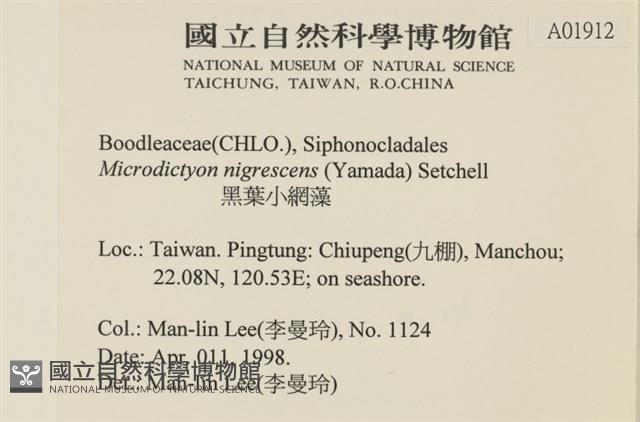 國立自然科學博物館
A01912
NATIONAL MUSEUM OF NATURAL SCIENCE
TAICHUNG, TAIWAN, R.O.CHINA
Boodleaceae(CHLO.), Siphonocladales
Microdictyon nigrescens (Yamada) Setchell
黑葉小網藻
Loc.: Taiwan. Pingtung: Chiupeng(九棚), Manchou;
22.08N, 120.53E; on seashore.
Col.: Man-lin Lee(李曼玲), No. 1124
Date: Apr. 011, 1998.
Det.: Man-lin Lee(李曼玲)
國立自然科學博物館
NATIONAL MUSEUM OF NATURAL SCIENCE